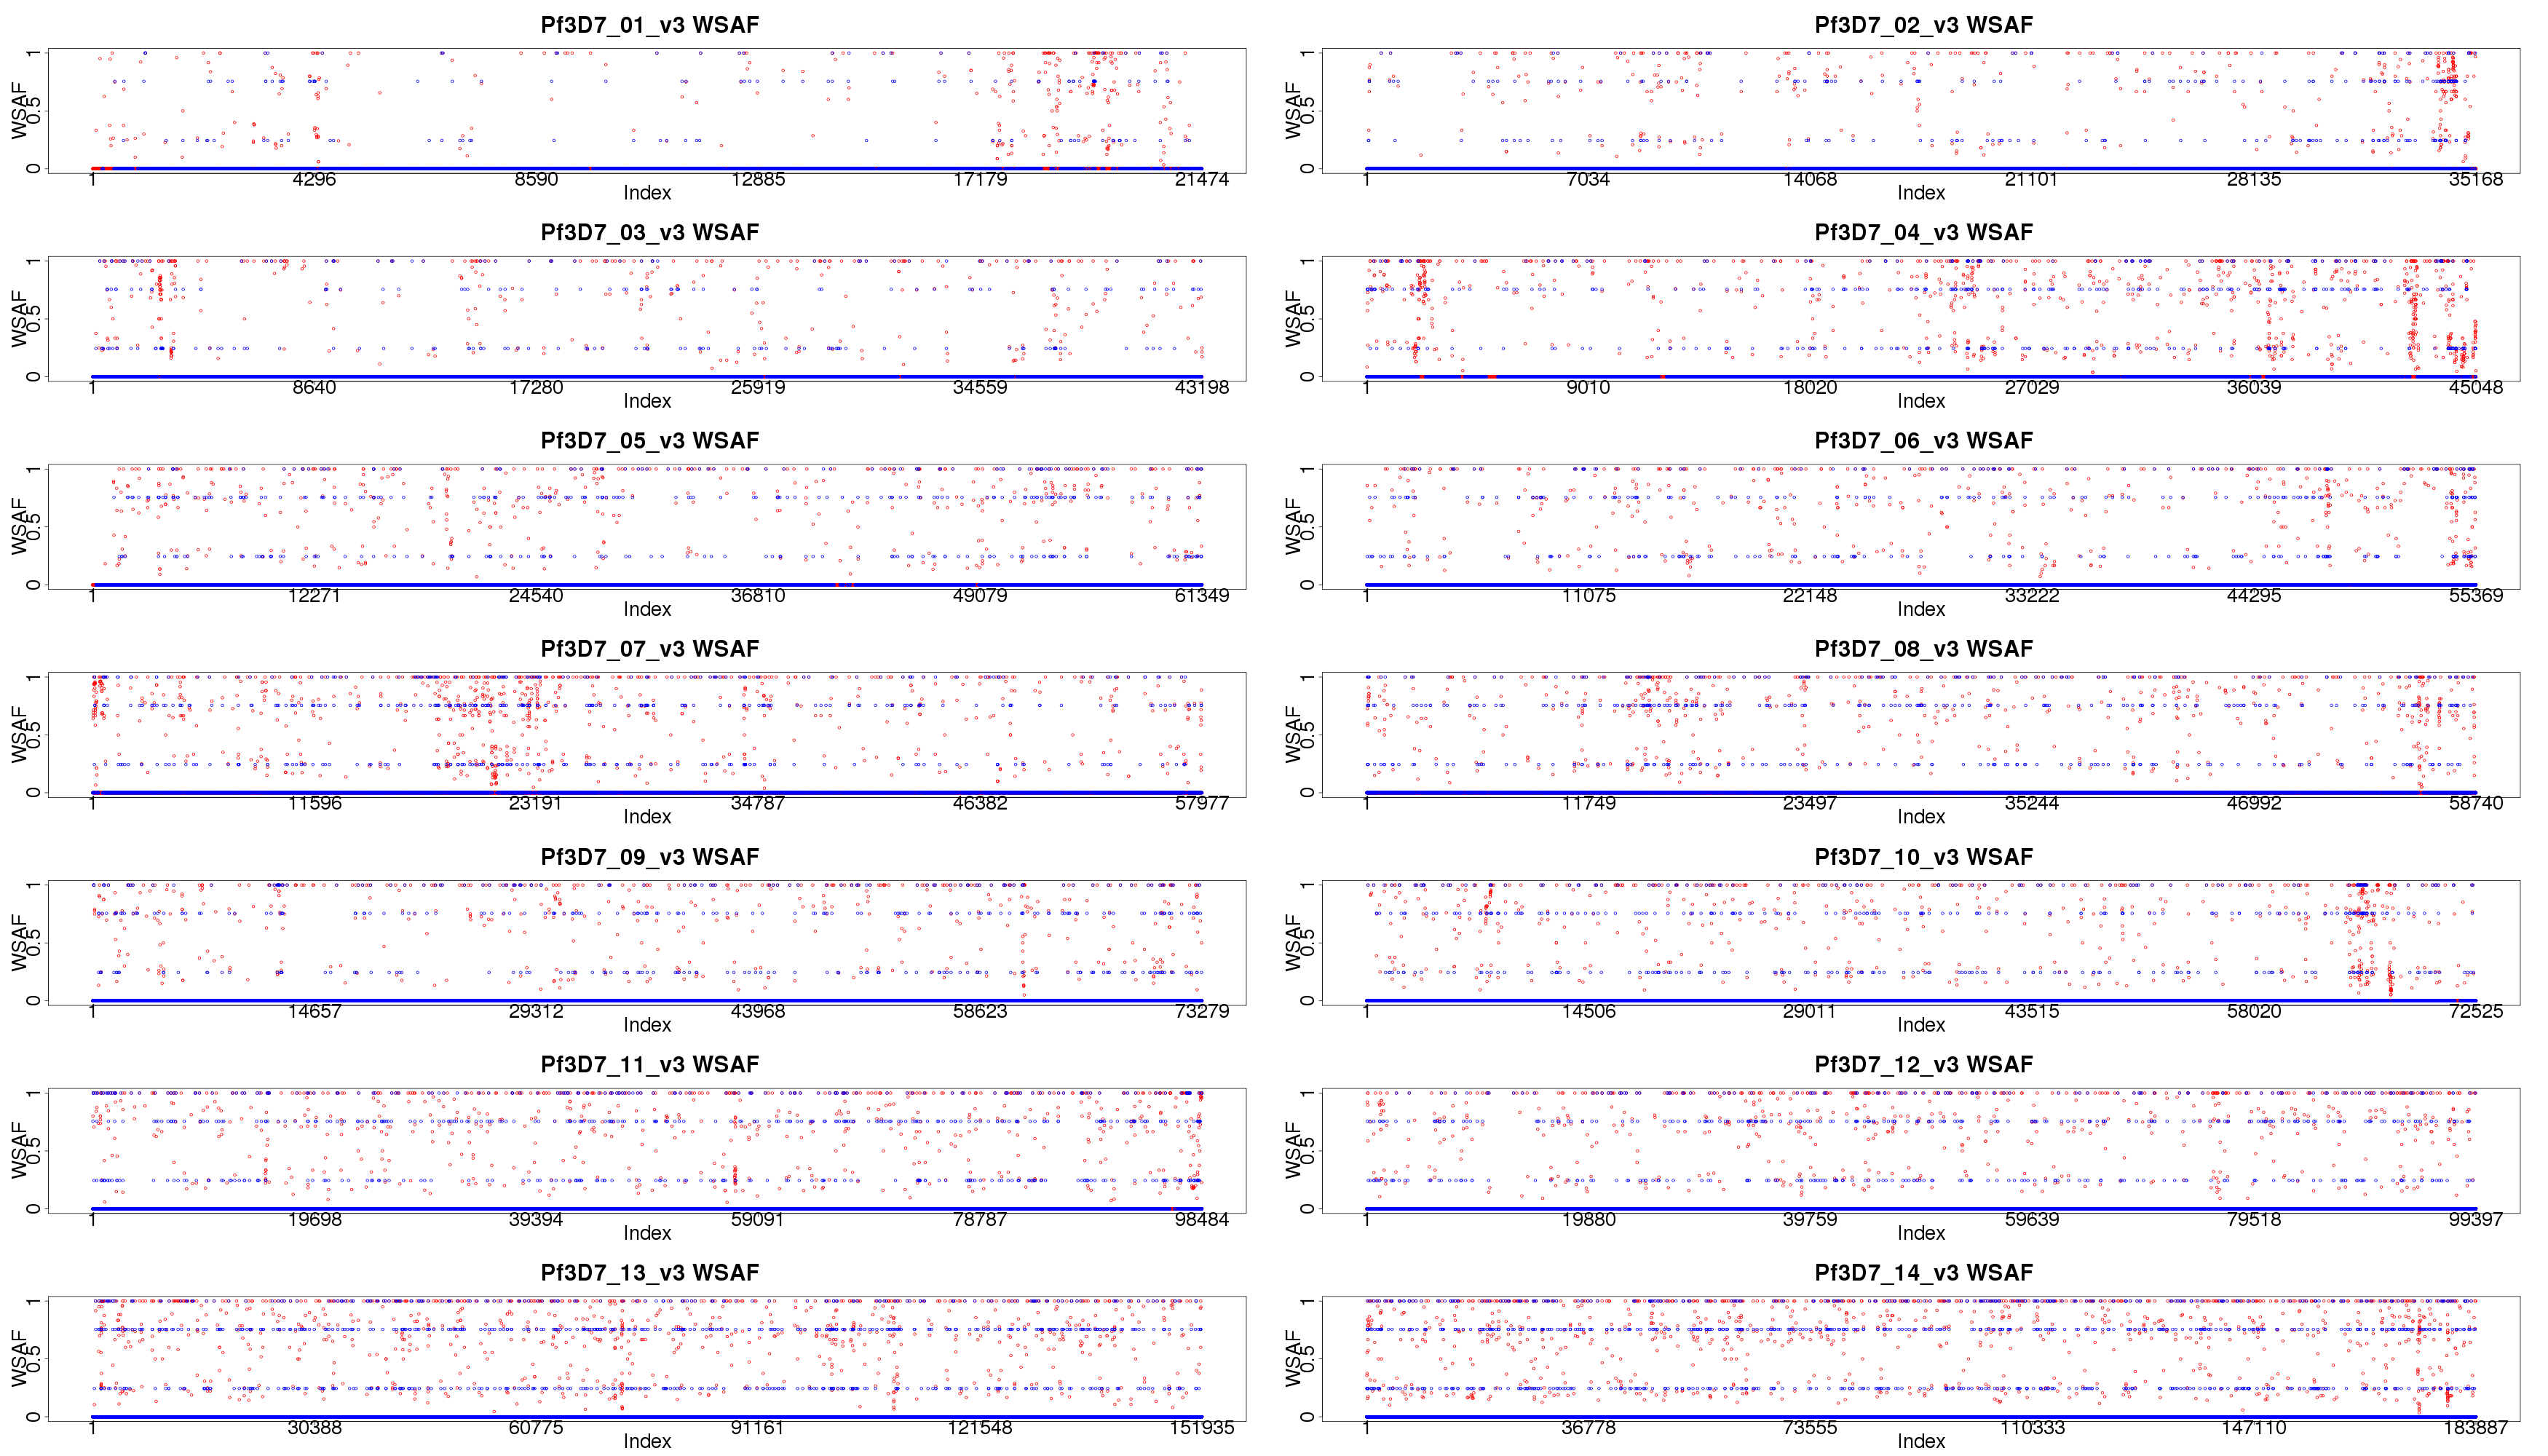 Pf3D7_01_v3 WSAF
WSAF
0 0.5 1
1 4296 8590 12885 17179 21474
Index
Pf3D7_02_v3 WSAF
WSAF
0 0.5 1
1 7034 14068 21101 28135 35168
Index
Pf3D7_03_v3 WSAF
WSAF
0 0.5 1
1 8640 17280 25919 34559 43198
Index
Pf3D7_04_v3 WSAF
WSAF
0 0.5 1
1 9010 18020 27029 36039 45048
Index
Pf3D7_05_v3 WSAF
WSAF
0 0.5 1
1 12271 24540 36810 49079 61349
Index
Pf3D7_06_v3 WSAF
WSAF
0 0.5 1
1 11075 22148 33222 44295 55369
Index
Pf3D7_07_v3 WSAF
WSAF
0 0.5 1
1 11596 23191 34787 46382 57977
Index
Pf3D7_08_v3 WSAF
WSAF
0 0.5 1
1 11749 23497 35244 46992 58740
Index
Pf3D7_09_v3 WSAF
WSAF
0 0.5 1
1 14657 29312 43968 58623 73279
Index
Pf3D7_10_v3 WSAF
WSAF
0 0.5 1
1 14506 29011 43515 58020 72525
Index
Pf3D7_11_v3 WSAF
WSAF
0 0.5 1
1 19698 39394 59091 78787 98484
Index
Pf3D7_12_v3 WSAF
WSAF
0 0.5 1
1 19880 39759 59639 79518 99397
Index
Pf3D7_13_v3 WSAF
WSAF
0 0.5 1
1 30388 60775 91161 121548 151935
Index
Pf3D7_14_v3 WSAF
WSAF
0 0.5 1
1 36778 73555 110333 147110 183887
Index